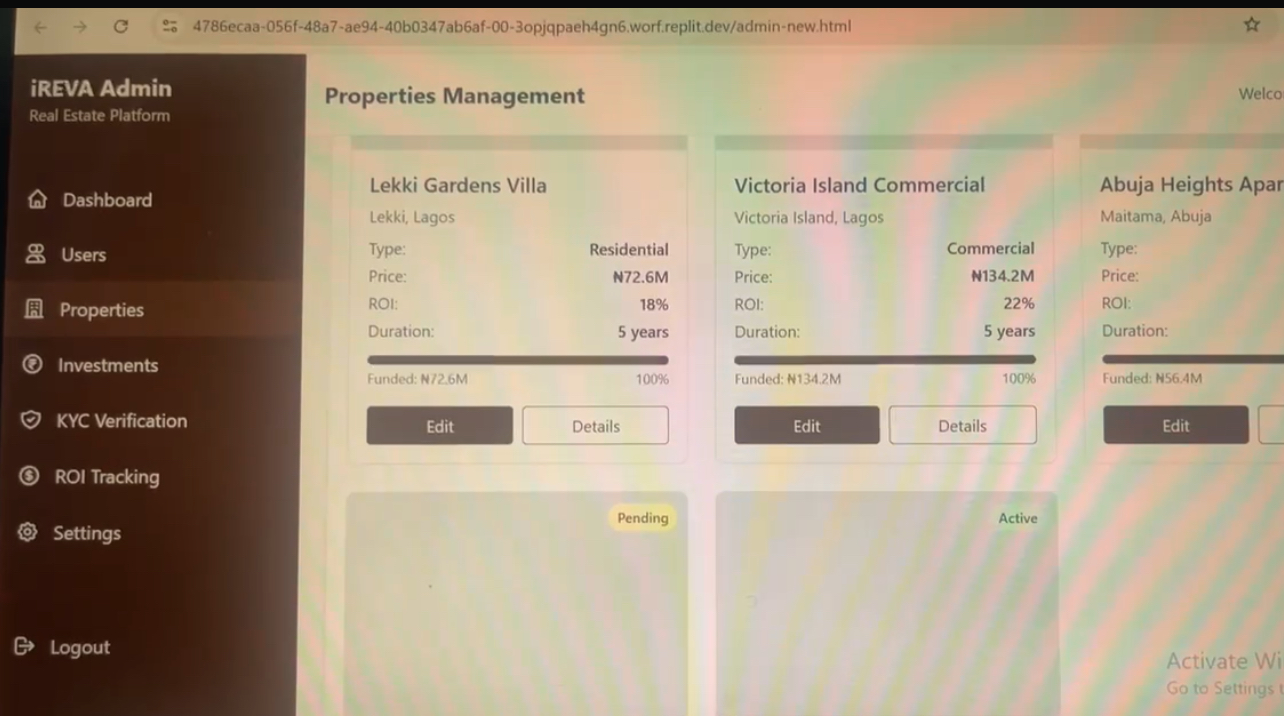 4786ecaa-056f-48a7-ae94-40b0347ab6af-00-3opjqpaeh4gn6.worf.replit.dev/admin-new.html
iREVA Admin
Real Estate Platform
Dashboard
Users
Properties
Investments
KYC Verification
ROI Tracking
Settings
Logout
Properties Management
Welco
Lekki Gardens Villa
Lekki, Lagos
Type: Residential
Price: ₦72.6M
ROI: 18%
Duration: 5 years
Funded: ₦72.6M 100%
Edit Details
Victoria Island Commercial
Victoria Island, Lagos
Type: Commercial
Price: ₦134.2M
ROI: 22%
Duration: 5 years
Funded: ₦134.2M 100%
Edit Details
Abuja Heights Apar
Maitama, Abuja
Type:
Price:
ROI:
Duration:
Funded: ₦56.4M
Edit
Pending
Active
Activate Wi
Go to Settings t